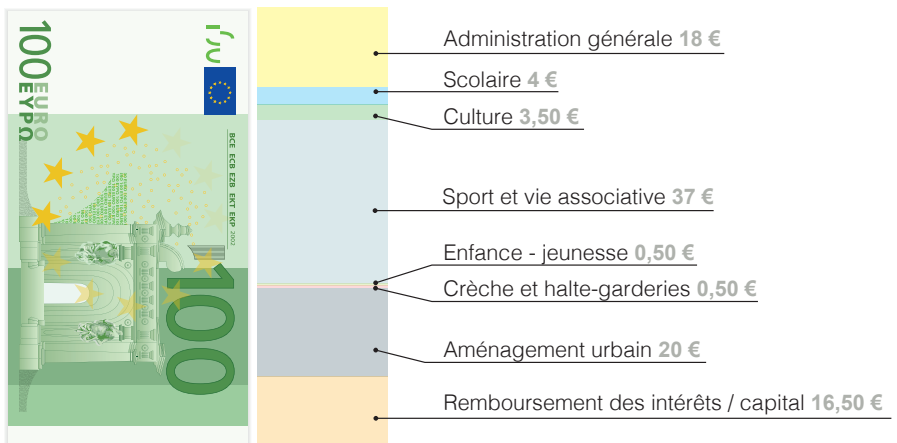 100 EURO
ΕΥΡΩ
BCE ECB EZB EKT EKP 2002
100
Administration générale 18 €
Scolaire 4 €
Culture 3,50 €
Sport et vie associative 37 €
Enfance - jeunesse 0,50 €
Crèche et halte-garderies 0,50 €
Aménagement urbain 20 €
Remboursement des intérêts / capital 16,50 €